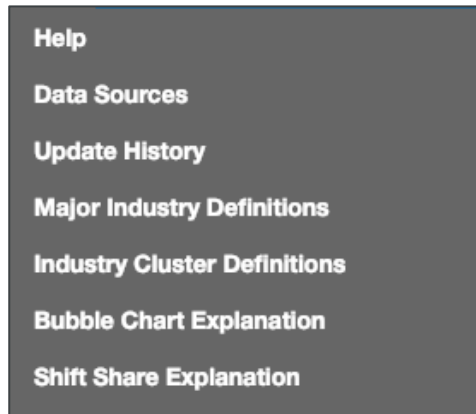 Help
Data Sources
Update History
Major Industry Definitions
Industry Cluster Definitions
Bubble Chart Explanation
Shift Share Explanation